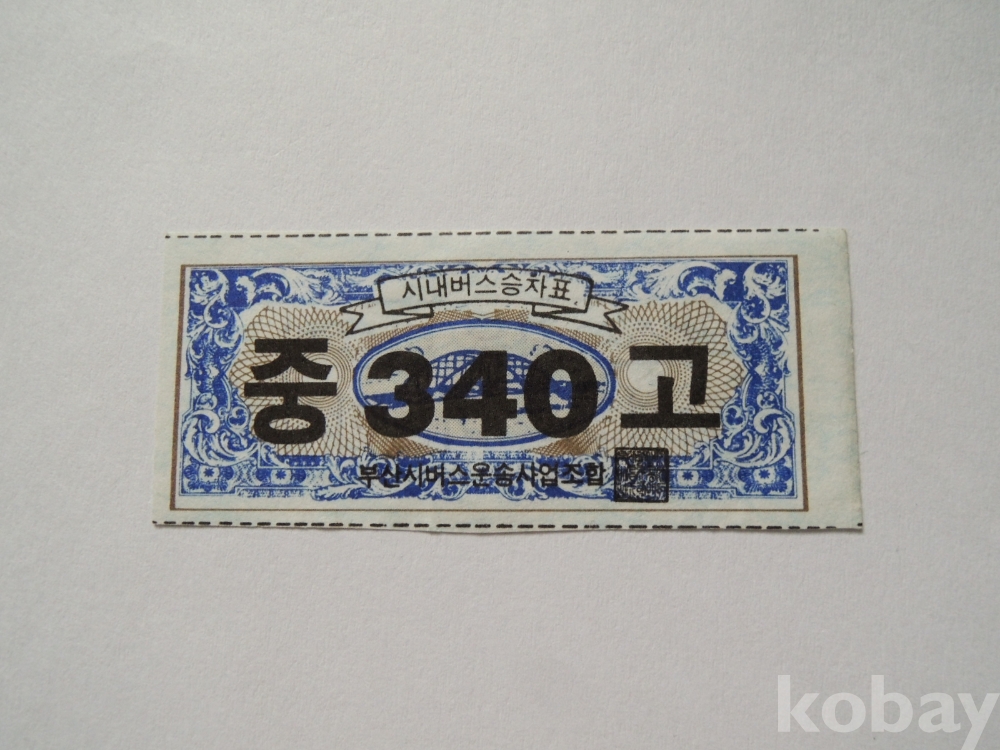 시내버스승차표
중 340 고
부산시버스운송사업조합
kobay